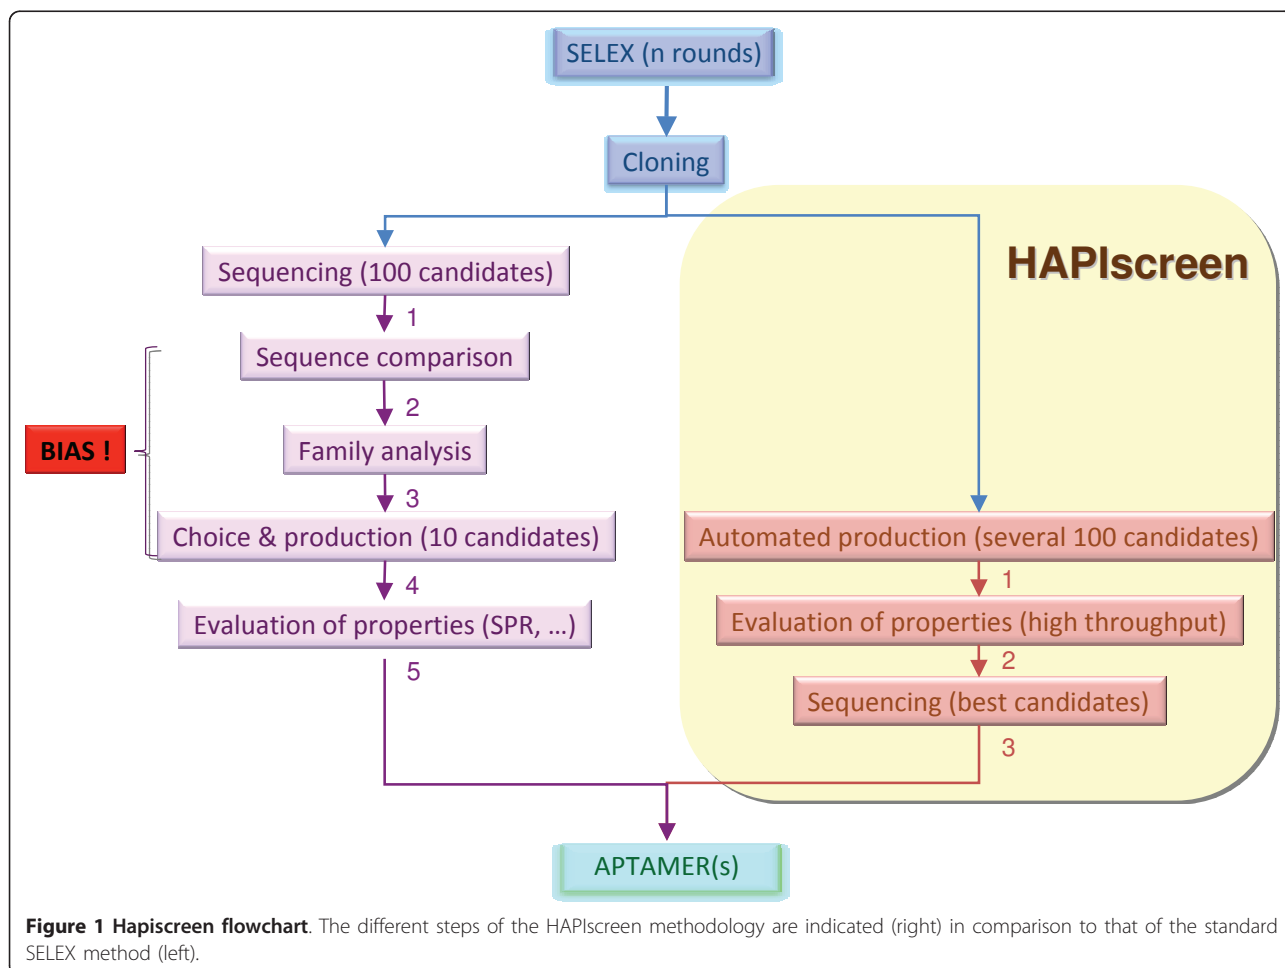 SELEX (n rounds)
Cloning
HAPIscreen
Sequencing (100 candidates)
1
Sequence comparison
2
BIAS !
Family analysis
3
Choice & production (10 candidates)
4
Evaluation of properties (SPR, ...)
5
Automated production (several 100 candidates)
1
Evaluation of properties (high throughput)
2
Sequencing (best candidates)
3
APTAMER(s)
Figure 1 Hapiscreen flowchart. The different steps of the HAPIscreen methodology are indicated (right) in comparison to that of the standard
SELEX method (left).